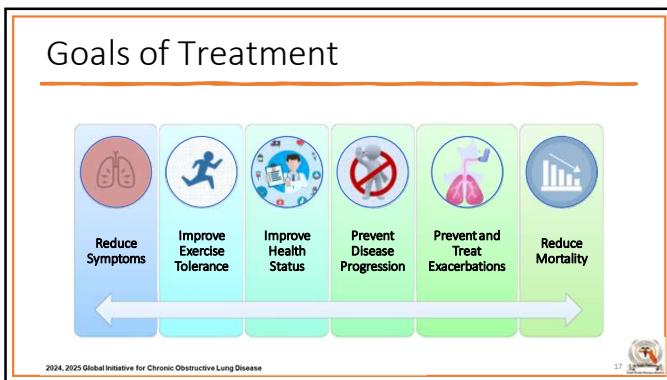 Goals of Treatment
Reduce
Symptoms
Improve
Exercise
Tolerance
Improve
Health
Status
Prevent
Disease
Progression
Prevent and
Treat
Exacerbations
Reduce
Mortality
2024, 2025 Global Initiative for Chronic Obstructive Lung Disease
17